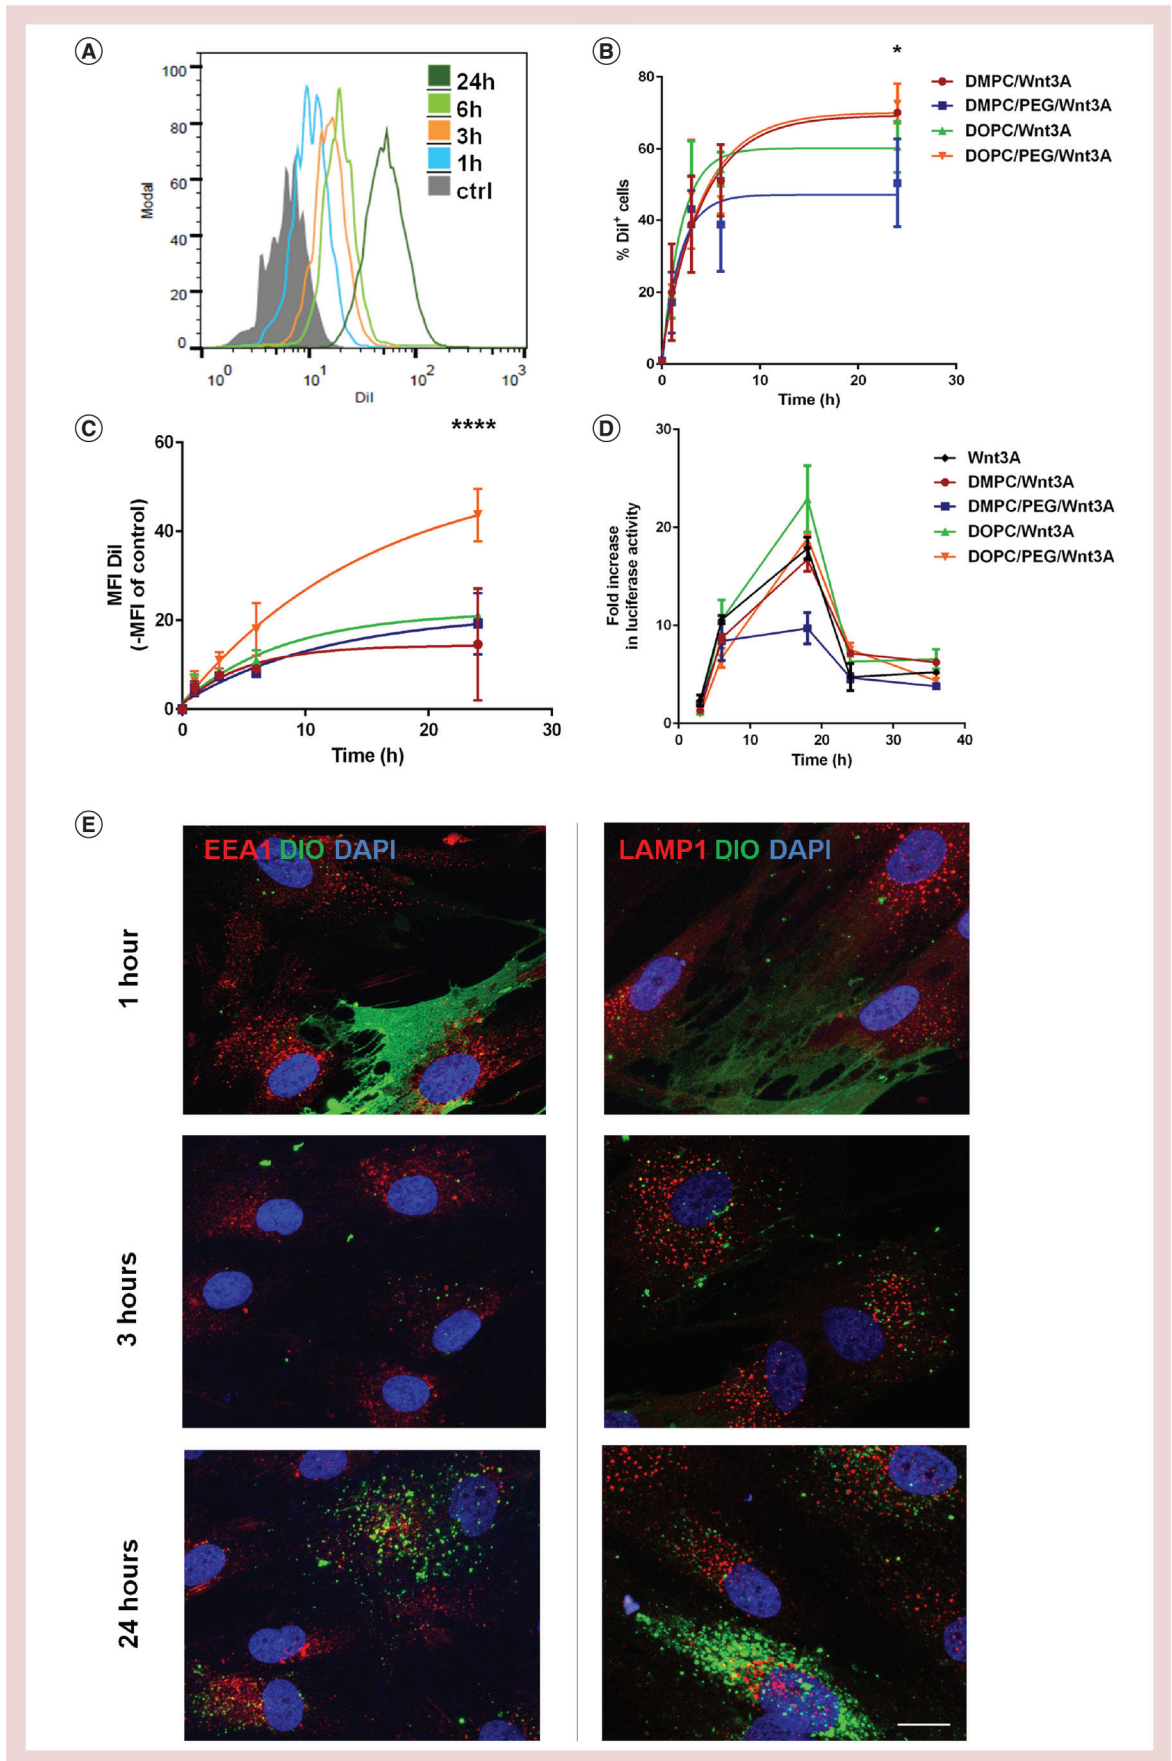 A
100
80
60
40
20
0
Modal
10^0
10^1
10^2
10^3
DiI
24h
6h
3h
1h
ctrl
B
*
80
60
40
20
0
% DiI+ cells
0
10
20
30
Time (h)
DMPC/Wnt3A
DMPC/PEG/Wnt3A
DOPC/Wnt3A
DOPC/PEG/Wnt3A
C
****
60
40
20
0
MFI DiI
(-MFI of control)
0
10
20
30
Time (h)
D
30
20
10
0
Fold increase
in luciferase activity
0
10
20
30
40
Time (h)
Wnt3A
DMPC/Wnt3A
DMPC/PEG/Wnt3A
DOPC/Wnt3A
DOPC/PEG/Wnt3A
E
EEA1 DIO DAPI
LAMP1 DIO DAPI
1 hour
3 hours
24 hours